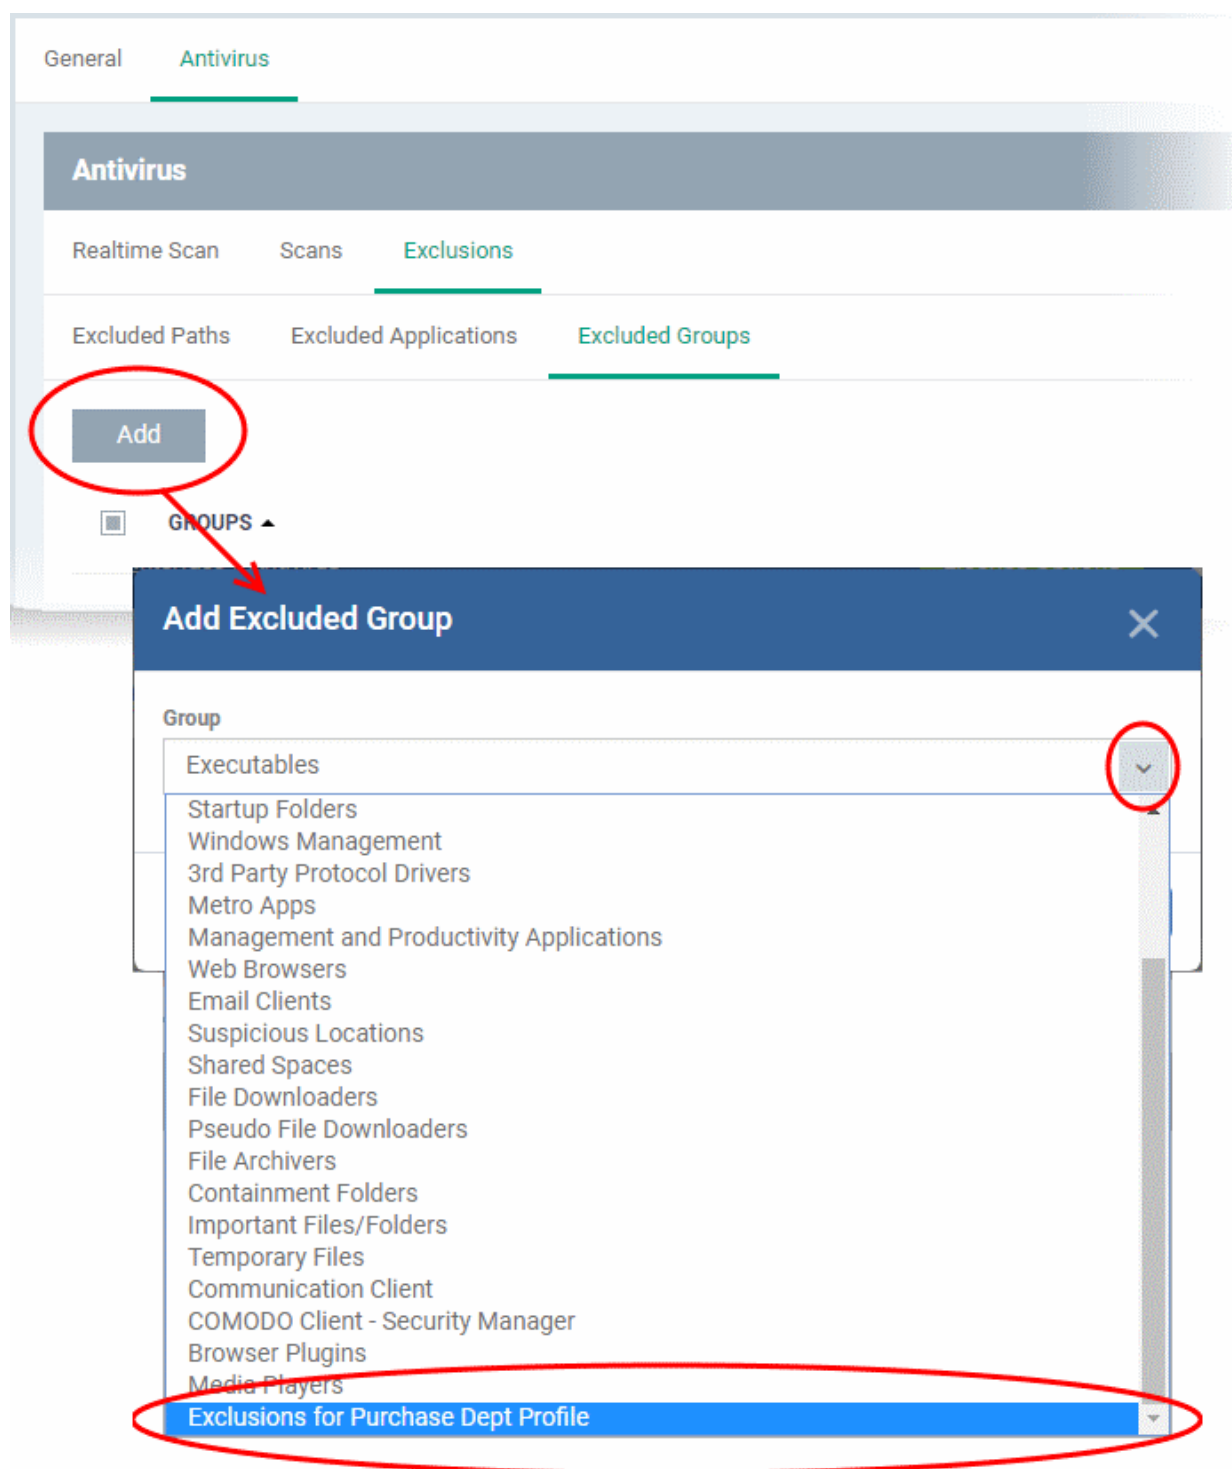 General Antivirus
Antivirus
Realtime Scan Scans Exclusions
Excluded Paths Excluded Applications Excluded Groups
Add
GROUPS
Add Excluded Group
Group
Executables
Startup Folders
Windows Management
3rd Party Protocol Drivers
Metro Apps
Management and Productivity Applications
Web Browsers
Email Clients
Suspicious Locations
Shared Spaces
File Downloaders
Pseudo File Downloaders
File Archivers
Containment Folders
Important Files/Folders
Temporary Files
Communication Client
COMODO Client - Security Manager
Browser Plugins
Media Players
Exclusions for Purchase Dept Profile